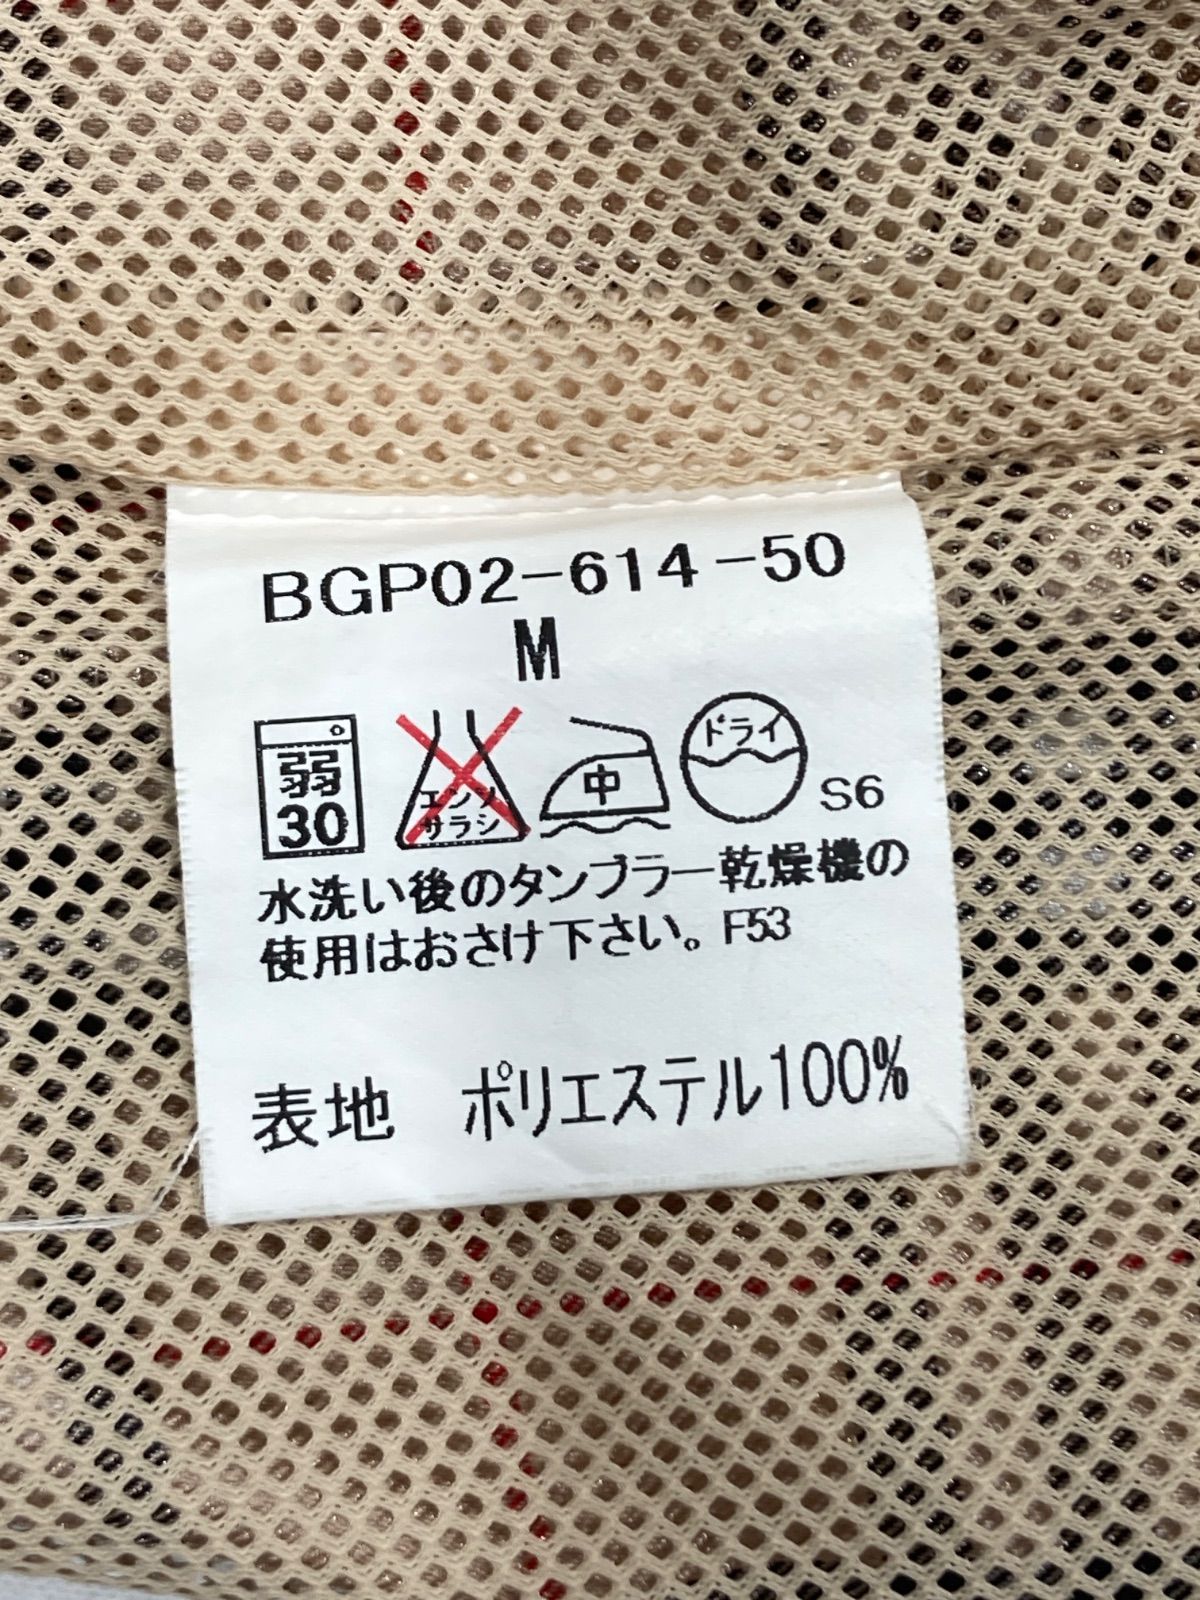 BGP02-614-50
M
弱 30 エンソ サラシ 中 ドライ S6
水洗い後のタンブラー乾燥機の
使用はおさけ下さい。F53
表地 ポリエステル100%